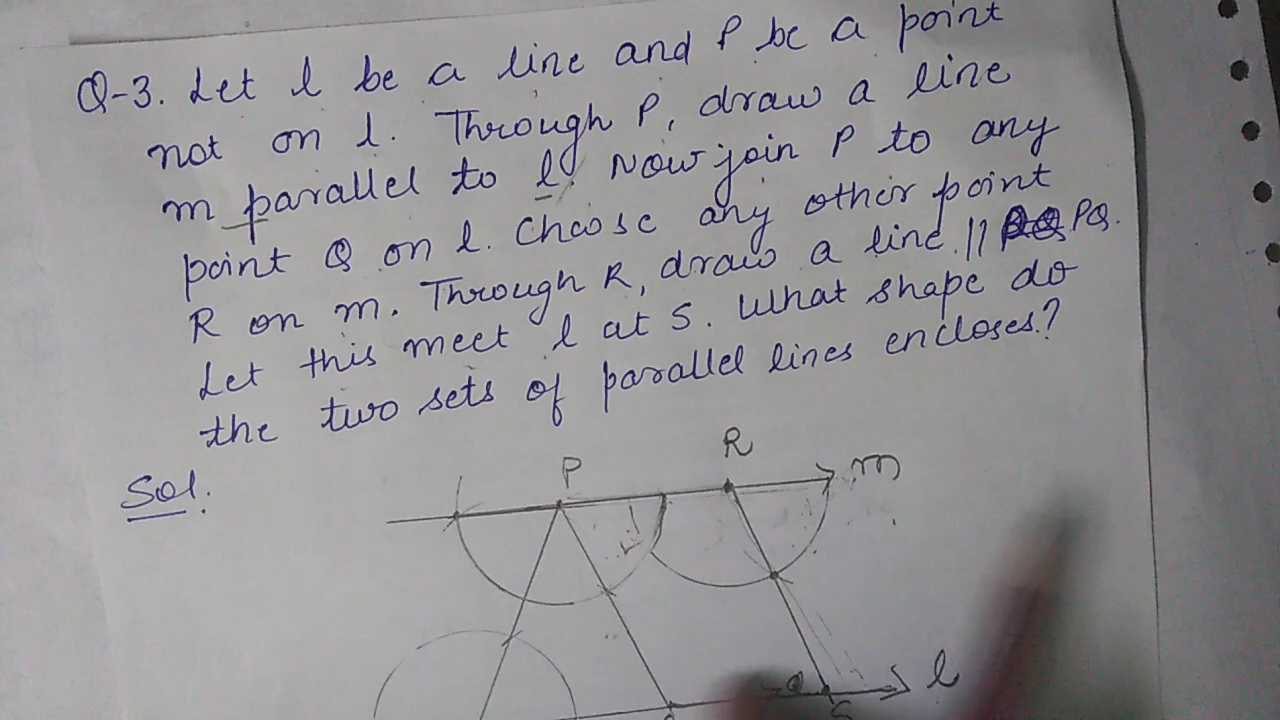 Q-3. Let l be a line and P be a point
not on l. Through P, draw a line
m parallel to l. Now join P to any
point Q on l. Choose any other point
R on m. Through R, draw a line || PQ.
Let this meet l at S. What shape do
the two sets of parallel lines encloses?
Sol.
P
R
m
l
S